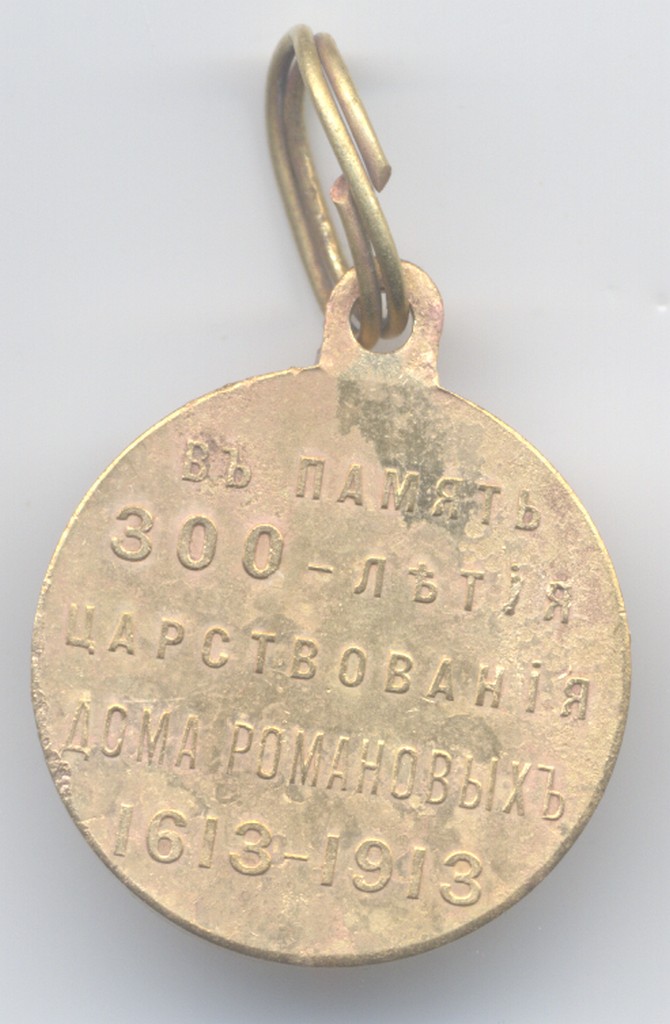 ВЪ ПАМЯТЬ
300-ЛѢТІЯ
ЦАРСТВОВАНІЯ
ДОМА РОМАНОВЫХЪ
1613-1913